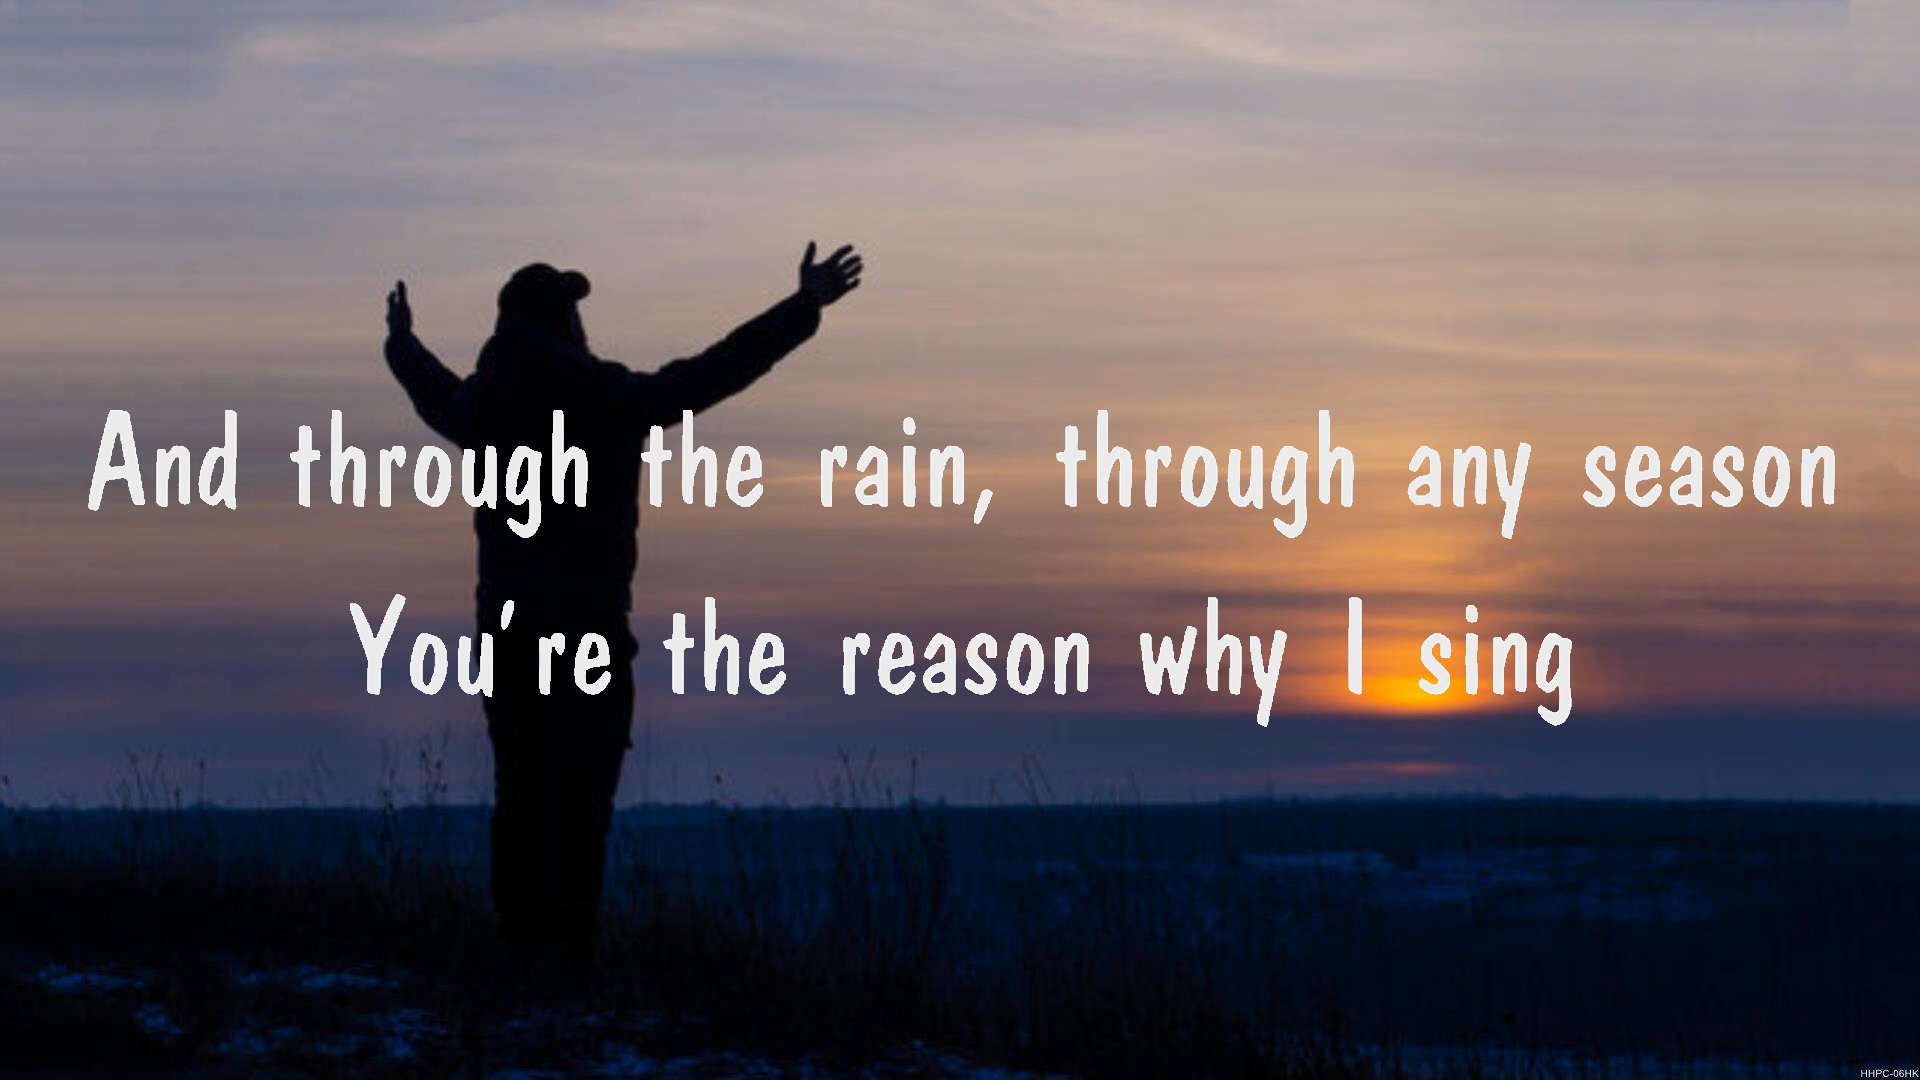 And through the rain, through any season
You're the reason why I sing
HHPC-06HK